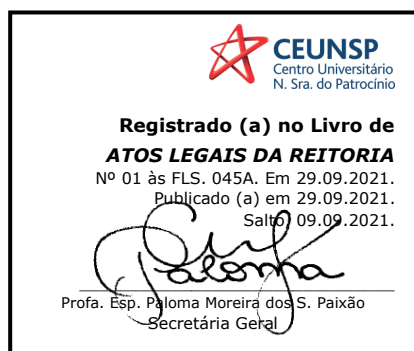 CEUNSP
Centro Universitário
N. Sra. do Patrocínio
Registrado (a) no Livro de
ATOS LEGAIS DA REITORIA
Nº 01 às FLS. 045A. Em 29.09.2021.
Publicado (a) em 29.09.2021.
Salto, 09.09.2021.
Paloma
Profa. Esp. Paloma Moreira dos S. Paixão
Secretária Geral